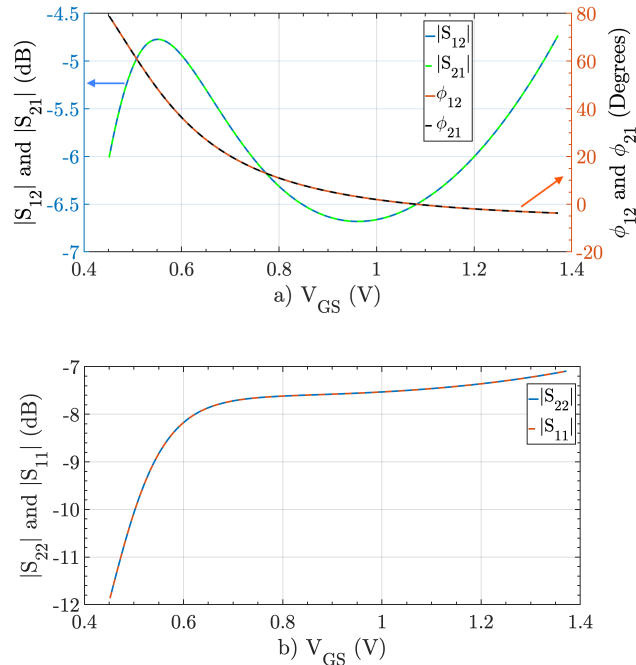 -4.5
-5
-5.5
-6
-6.5
-7
|S12| and |S21| (dB)
|S12|
|S21|
ϕ12
ϕ21
80
60
40
20
0
-20
ϕ12 and ϕ21 (Degrees)
0.4 0.6 0.8 1 1.2 1.4
a) VGS (V)
-7
-8
-9
-10
-11
-12
|S22| and |S11| (dB)
|S22|
|S11|
0.4 0.6 0.8 1 1.2 1.4
b) VGS (V)